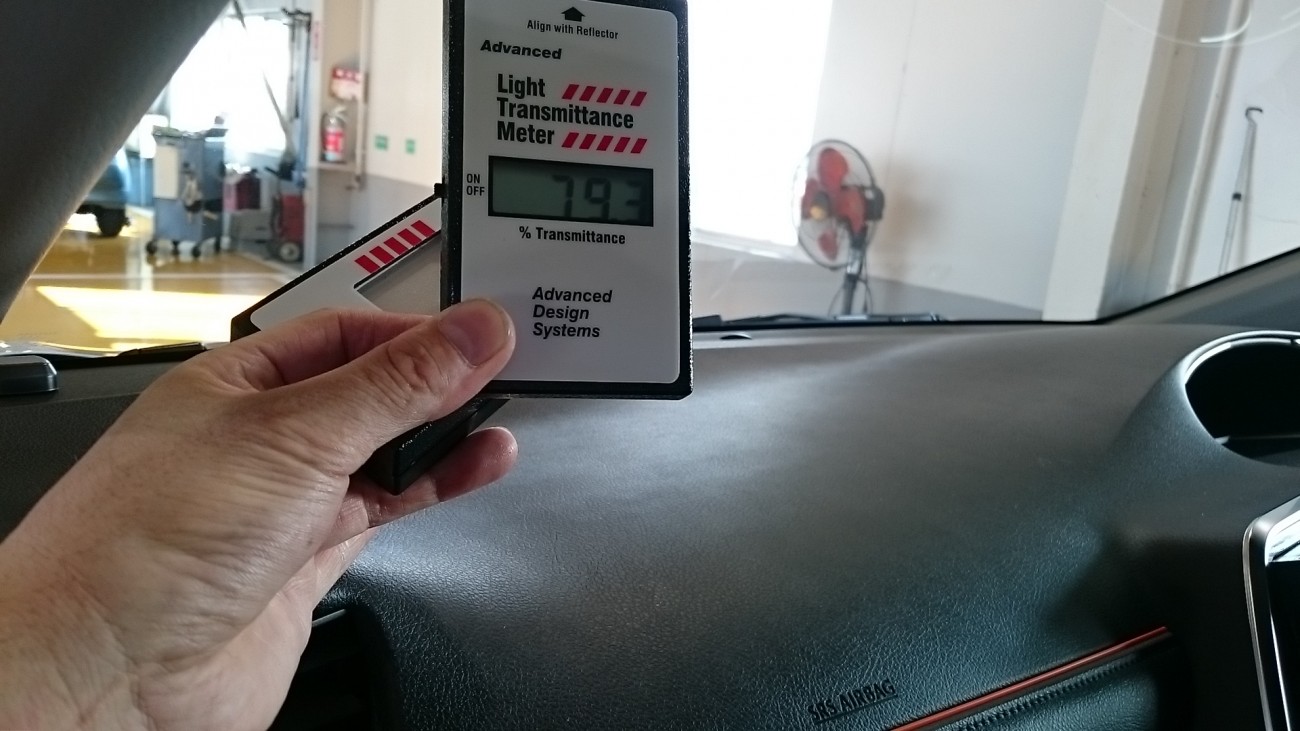 Align with Reflector
Advanced
Light
Transmittance
Meter
ON
OFF
79.3
% Transmittance
Advanced
Design
Systems
SRS AIRBAG